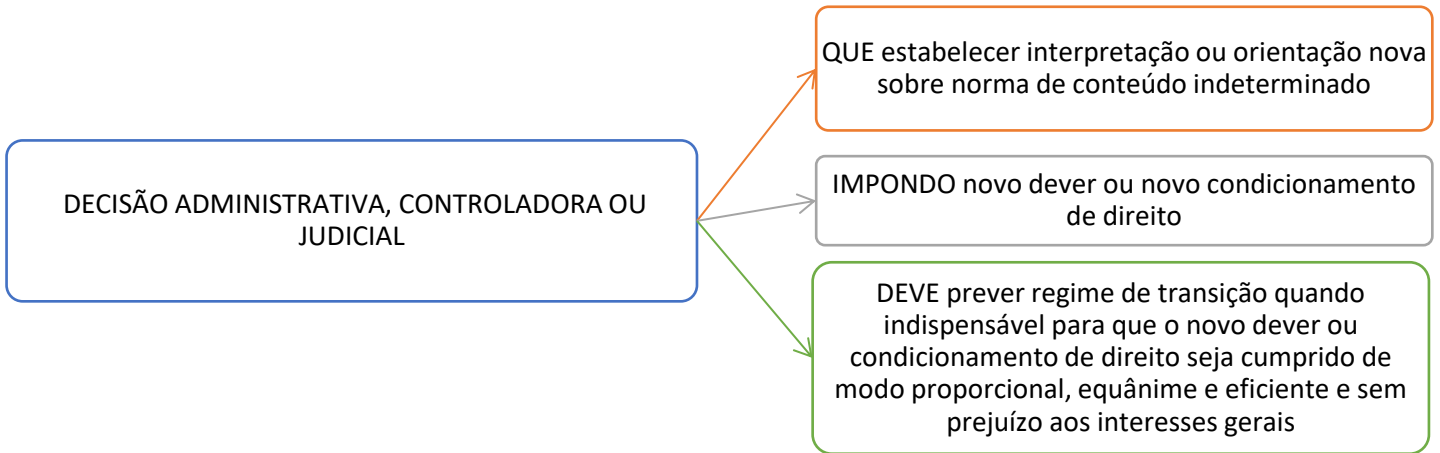 DECISÃO ADMINISTRATIVA, CONTROLADORA OU
JUDICIAL
QUE estabelecer interpretação ou orientação nova
sobre norma de conteúdo indeterminado
IMPONDO novo dever ou novo condicionamento
de direito
DEVE prever regime de transição quando
indispensável para que o novo dever ou
condicionamento de direito seja cumprido de
modo proporcional, equânime e eficiente e sem
prejuízo aos interesses gerais